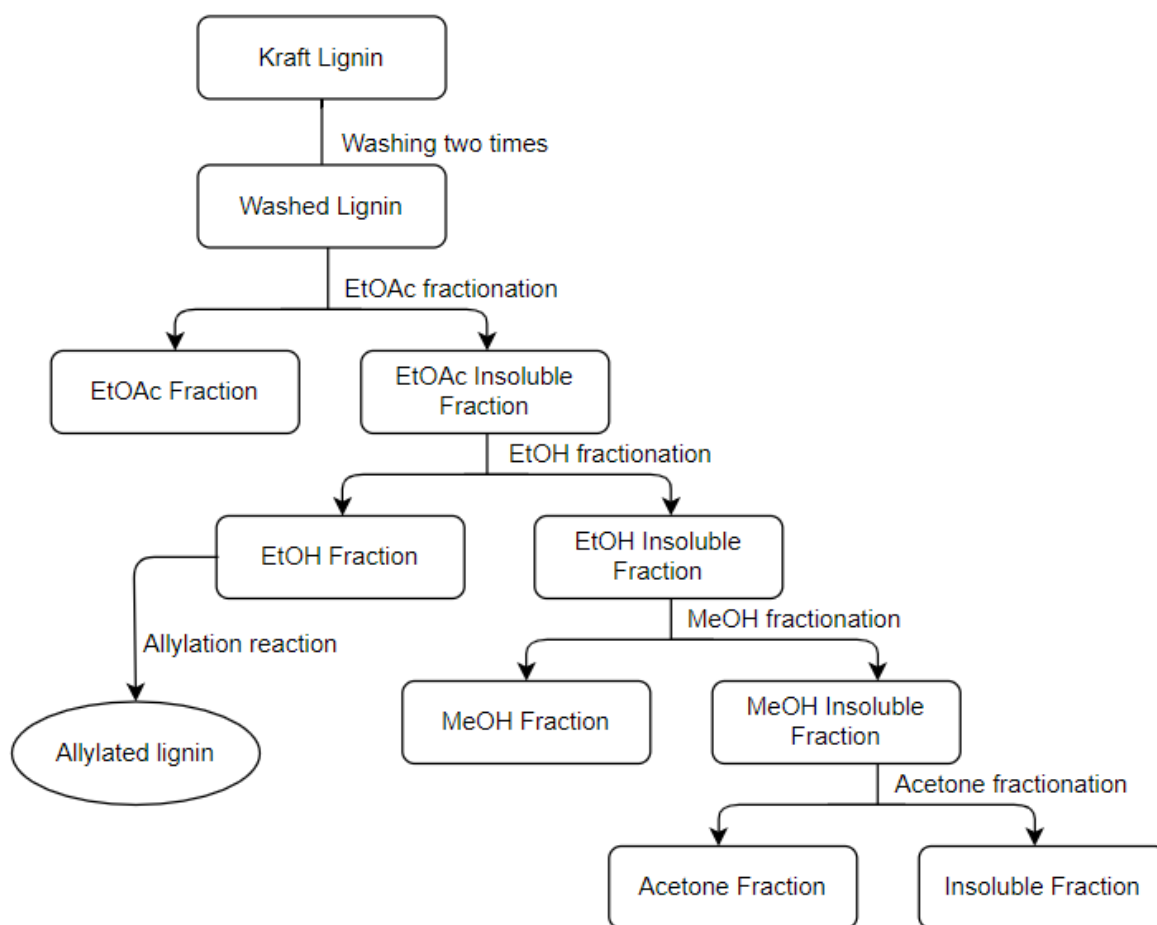 Kraft Lignin
Washing two times
Washed Lignin
EtOAc fractionation
EtOAc Fraction
EtOAc Insoluble
Fraction
EtOH fractionation
EtOH Fraction
EtOH Insoluble
Fraction
Allylation reaction
MeOH fractionation
Allylated lignin
MeOH Fraction
MeOH Insoluble
Fraction
Acetone fractionation
Acetone Fraction
Insoluble Fraction